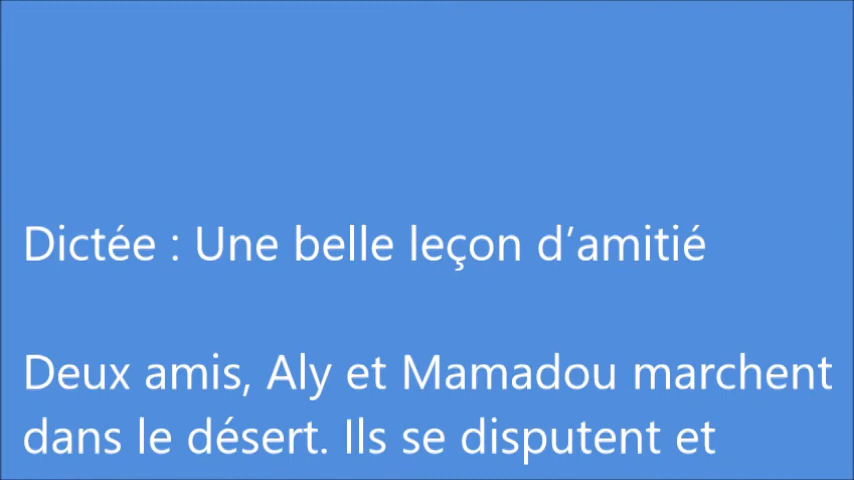 Dictée : Une belle leçon d’amitié
Deux amis, Aly et Mamadou marchent
dans le désert. Ils se disputent et